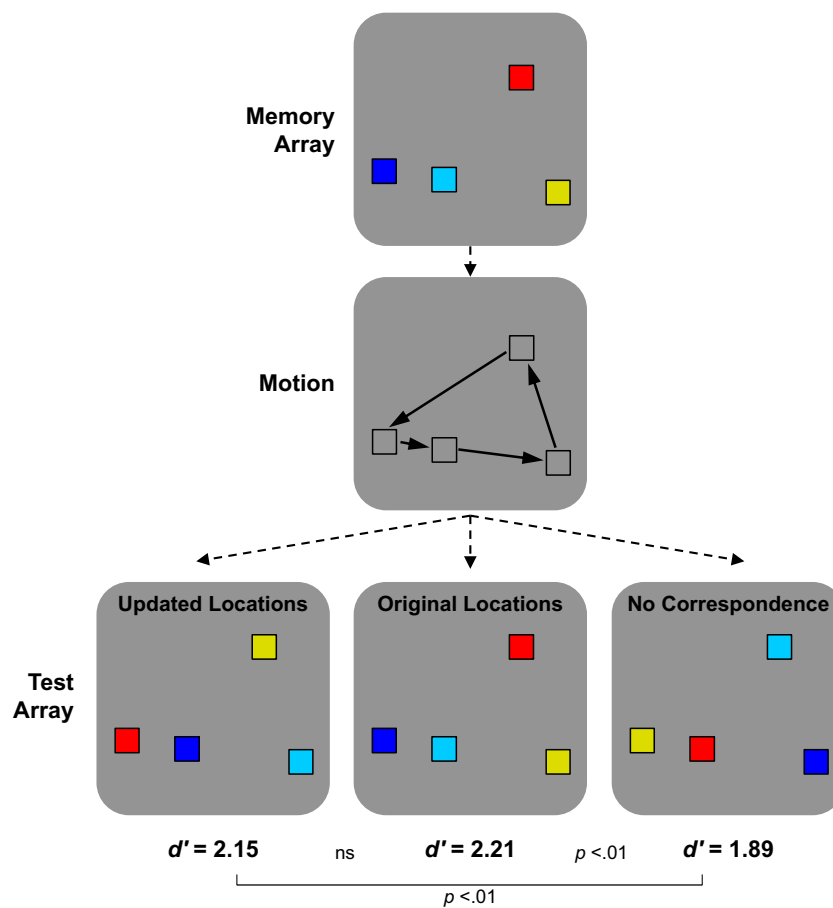 Memory
Array
Motion
Updated Locations
Original Locations
No Correspondence
Test
Array
d′ = 2.15
ns
d′ = 2.21
p <.01
d′ = 1.89
p <.01